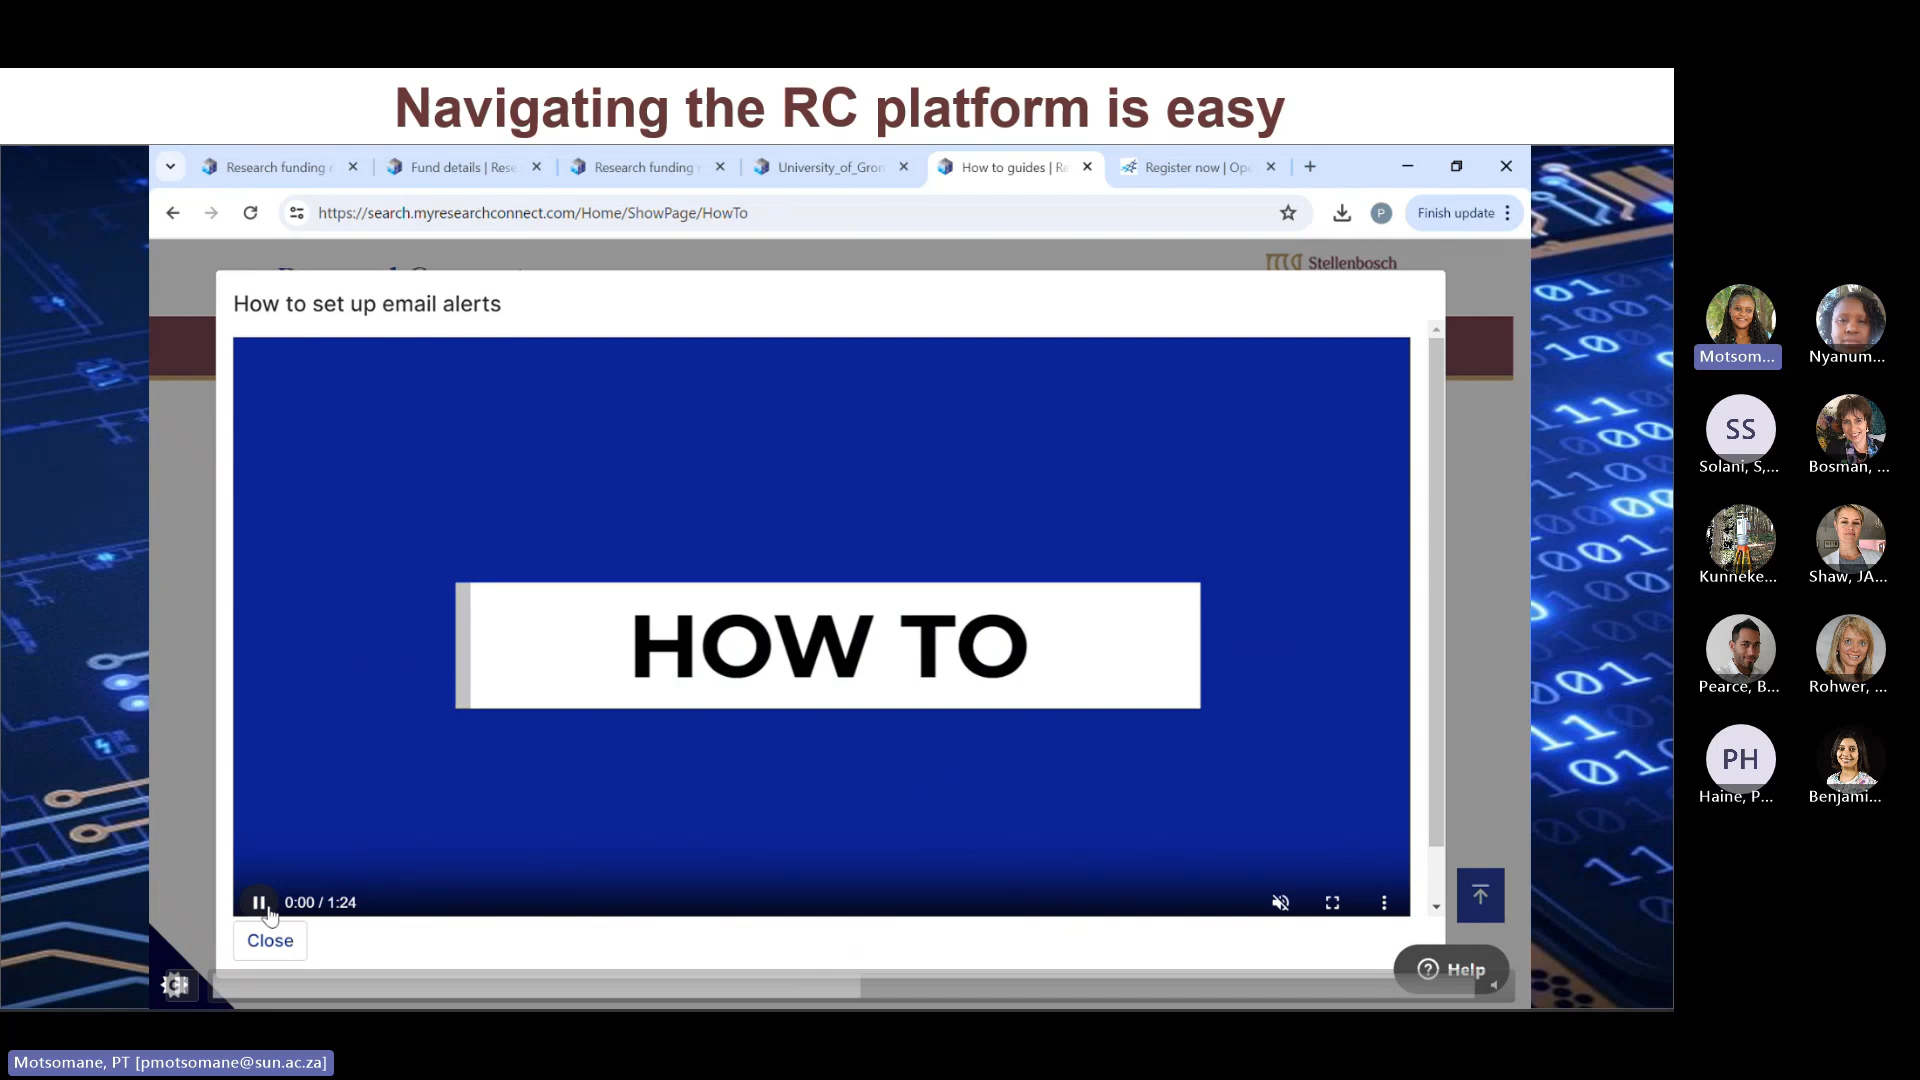 Navigating the RC platform is easy
Research funding
Fund details | Rese
Research funding
University_of_Gron
How to guides | Re
Register now | Ope
https://search.myresearchconnect.com/Home/ShowPage/HowTo
P
Finish update
Stellenbosch
How to set up email alerts
HOW TO
0:00 / 1:24
Close
Help
Motsom...
Nyanum...
SS
Solani, S,...
Bosman, ...
Kunneke...
Shaw, JA...
Pearce, B...
Rohwer, ...
PH
Haine, P...
Benjami...
Motsomane, PT [pmotsomane@sun.ac.za]